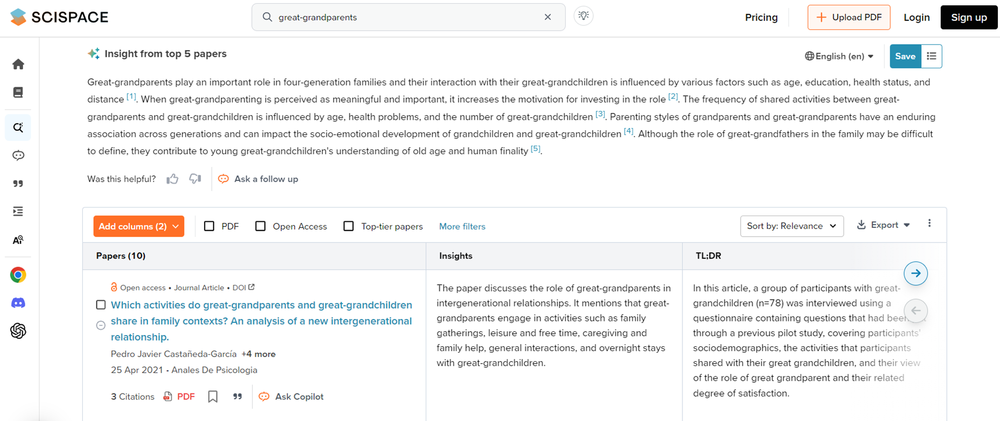 SCISPACE
great-grandparents
Pricing
Upload PDF
Login
Sign up
Insight from top 5 papers
English (en)
Save
Great-grandparents play an important role in four-generation families and their interaction with their great-grandchildren is influenced by various factors such as age, education, health status, and
distance [1]. When great-grandparenting is perceived as meaningful and important, it increases the motivation for investing in the role [2]. The frequency of shared activities between great-
grandparents and great-grandchildren is influenced by age, health problems, and the number of great-grandchildren [3]. Parenting styles of grandparents and great-grandparents have an enduring
association across generations and can impact the socio-emotional development of grandchildren and great-grandchildren [4]. Although the role of great-grandfathers in the family may be difficult
to define, they contribute to young great-grandchildren's understanding of old age and human finality [5].
Was this helpful?
Ask a follow up
Add columns (2)
PDF
Open Access
Top-tier papers
More filters
Sort by: Relevance
Export
Papers (10)
Insights
TL;DR
Open access • Journal Article • DOI
Which activities do great-grandparents and great-grandchildren
share in family contexts? An analysis of a new intergenerational
relationship.
Pedro Javier Castañeda-García +4 more
25 Apr 2021 - Anales De Psicologia
3 Citations
PDF
Ask Copilot
The paper discusses the role of great-grandparents in
intergenerational relationships. It mentions that great-
grandparents engage in activities such as family
gatherings, leisure and free time, caregiving and
family help, general interactions, and overnight stays
with great-grandchildren.
In this article, a group of participants with great-
grandchildren (n=78) was interviewed using a
questionnaire containing questions that had been
through a previous pilot study, covering participants'
sociodemographics, the activities that participants
shared with their great grandchildren, and their view
of the role of great grandparent and their related
degree of satisfaction.
Ai